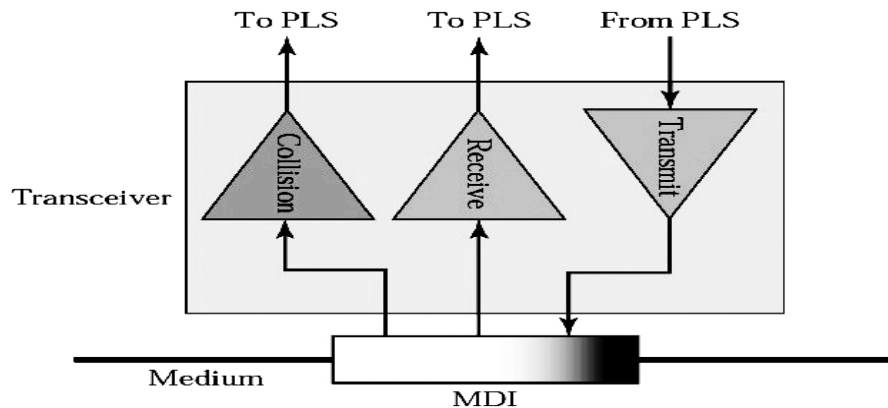 To PLS To PLS From PLS
Collision Receive Transmit
Transceiver
Medium
MDI